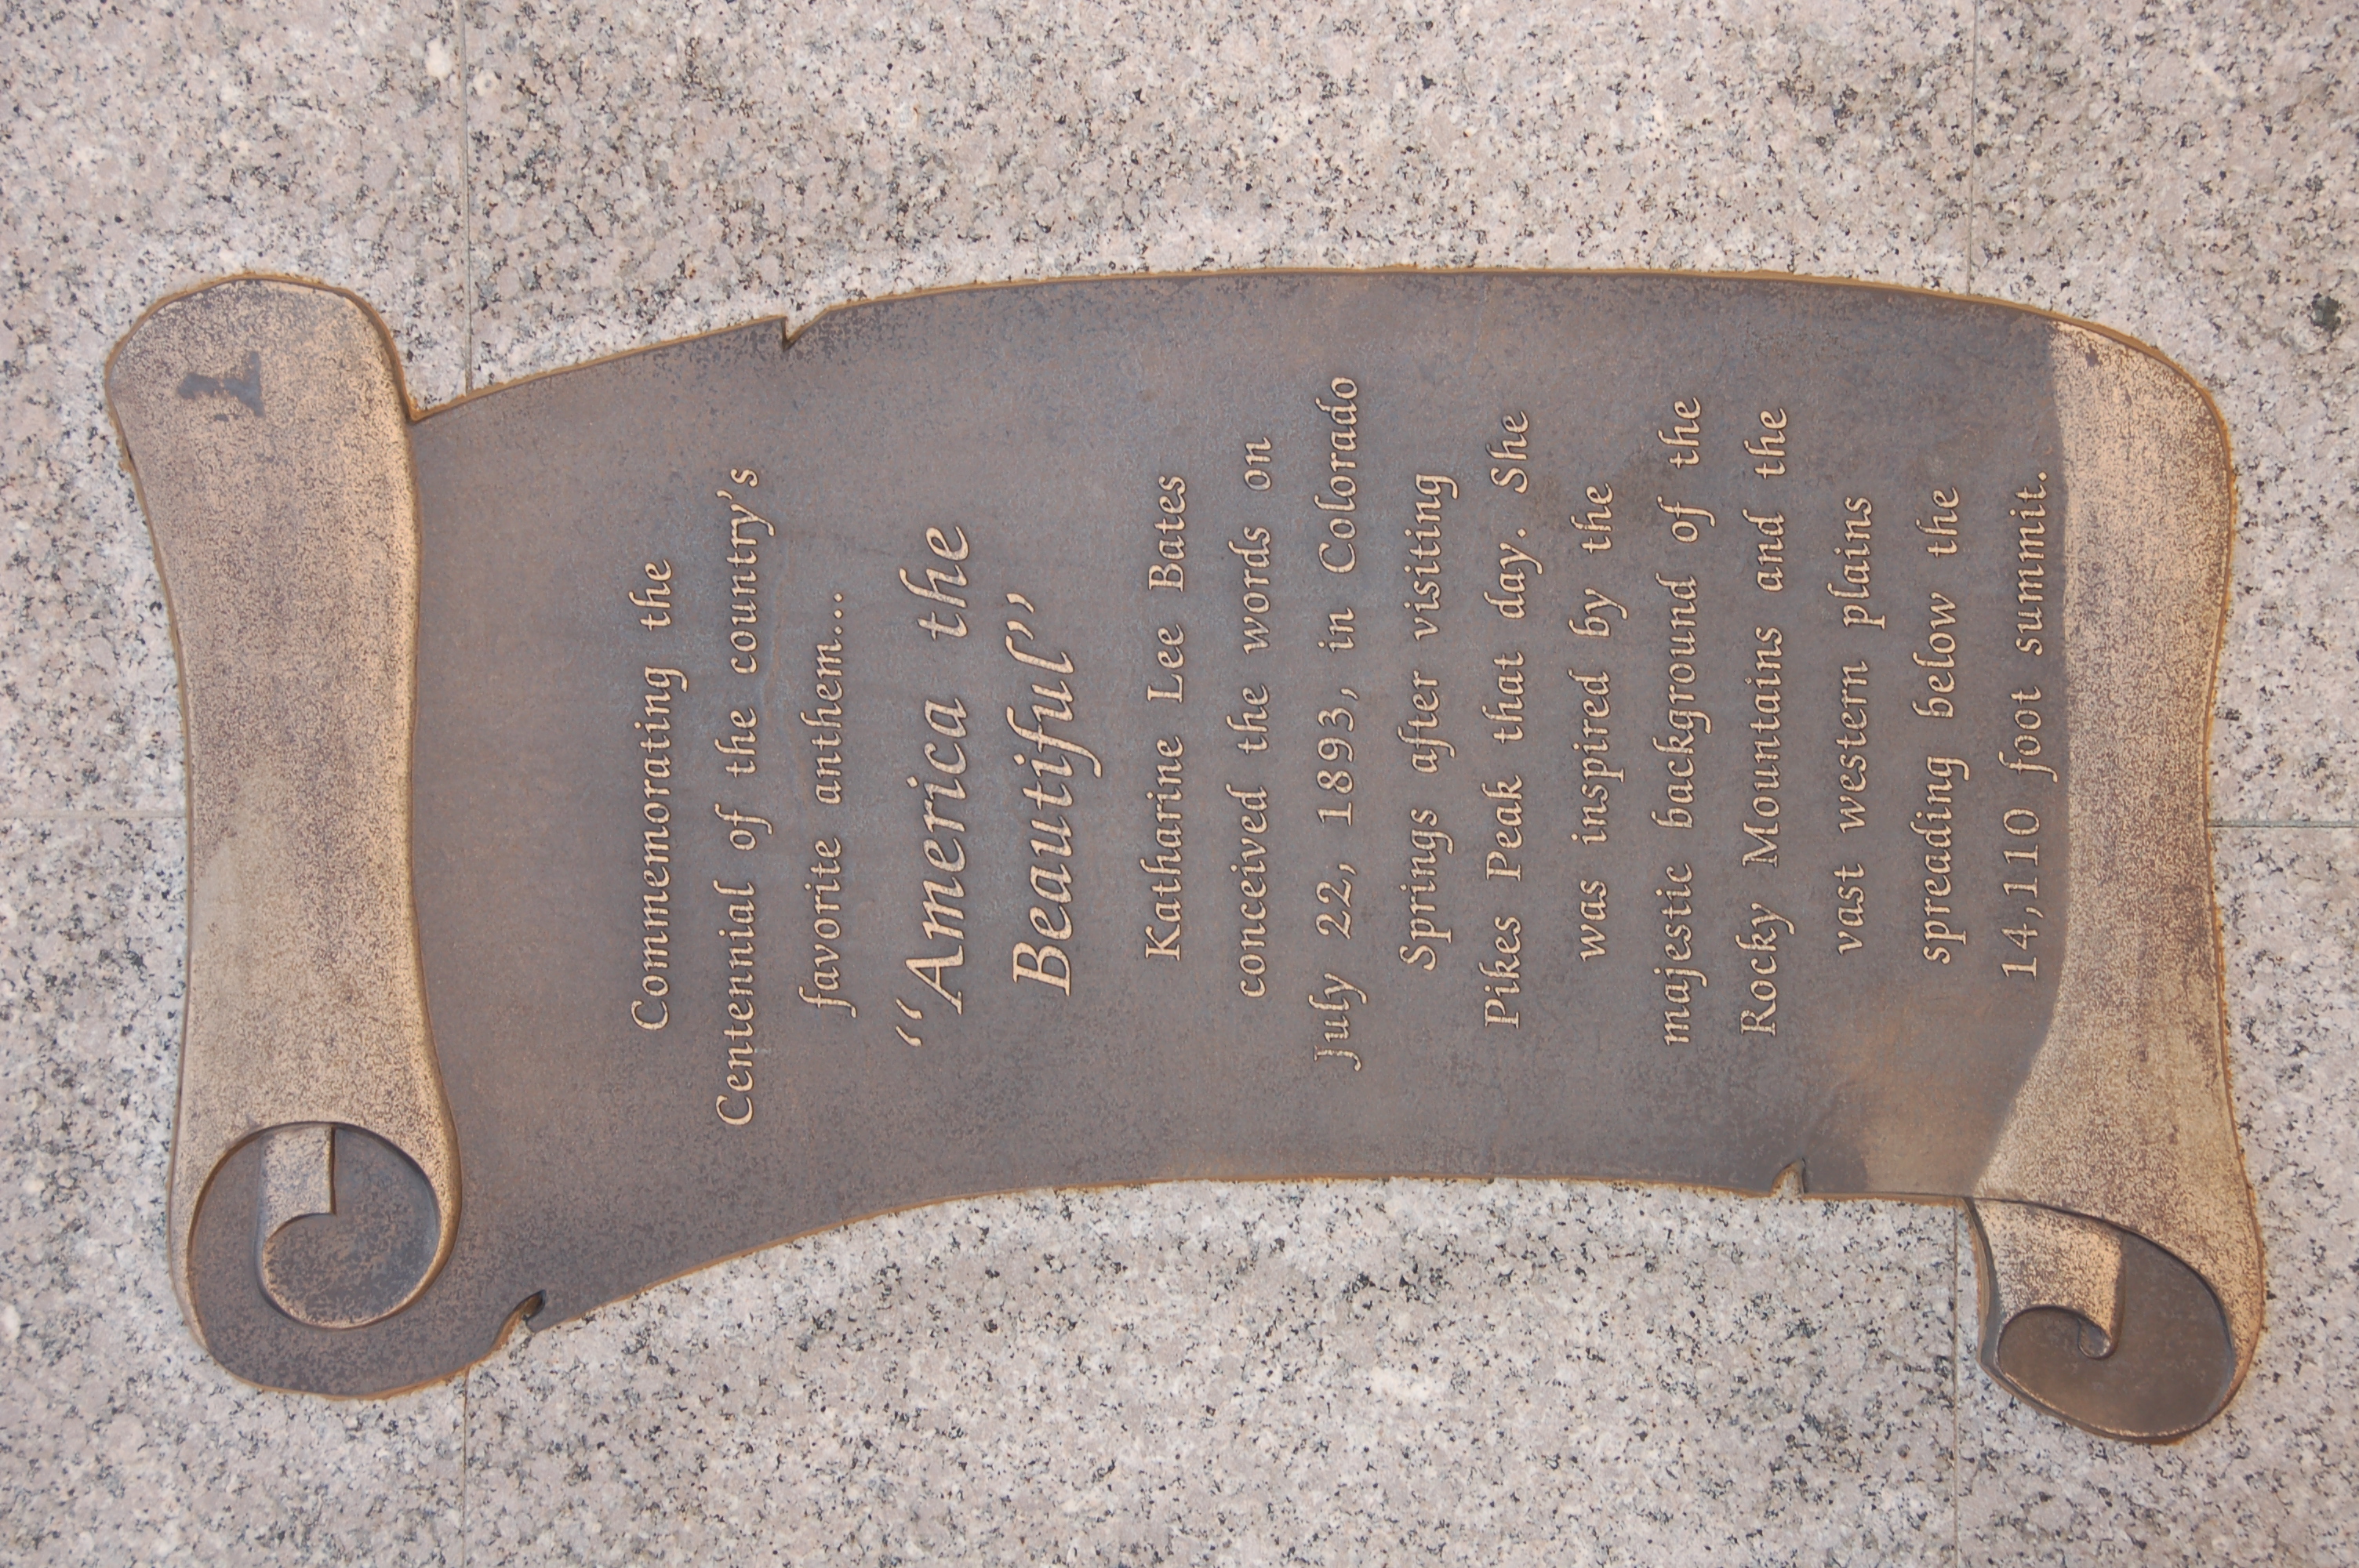 1
Commemorating the
Centennial of the country's
favorite anthem...
"America the
Beautiful"
Katharine Lee Bates
conceived the words on
July 22, 1893, in Colorado
Springs after visiting
Pikes Peak that day. She
was inspired by the
majestic background of the
Rocky Mountains and the
vast western plains
spreading below the
14,110 foot summit.